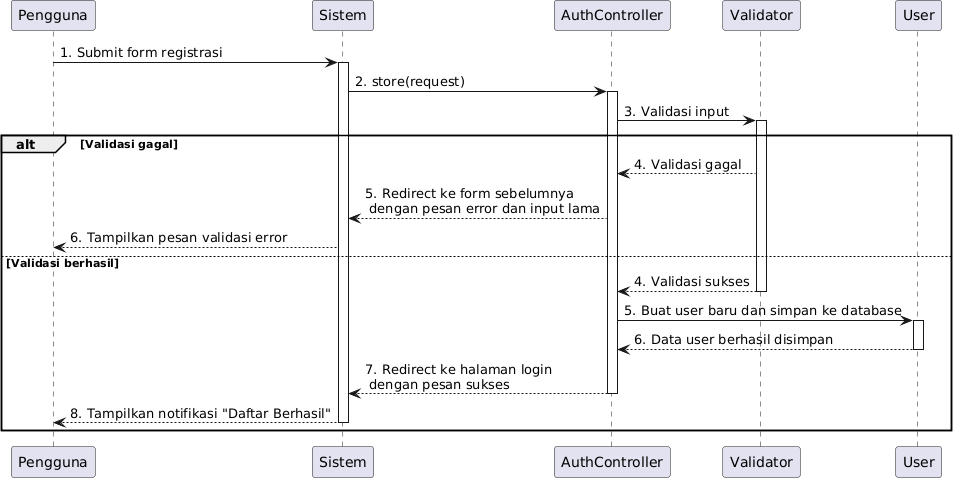 Pengguna
Sistem
AuthController
Validator
User
1. Submit form registrasi
2. store(request)
3. Validasi input
alt
[Validasi gagal]
4. Validasi gagal
5. Redirect ke form sebelumnya
dengan pesan error dan input lama
6. Tampilkan pesan validasi error
[Validasi berhasil]
4. Validasi sukses
5. Buat user baru dan simpan ke database
6. Data user berhasil disimpan
7. Redirect ke halaman login
dengan pesan sukses
8. Tampilkan notifikasi "Daftar Berhasil"
Pengguna
Sistem
AuthController
Validator
User